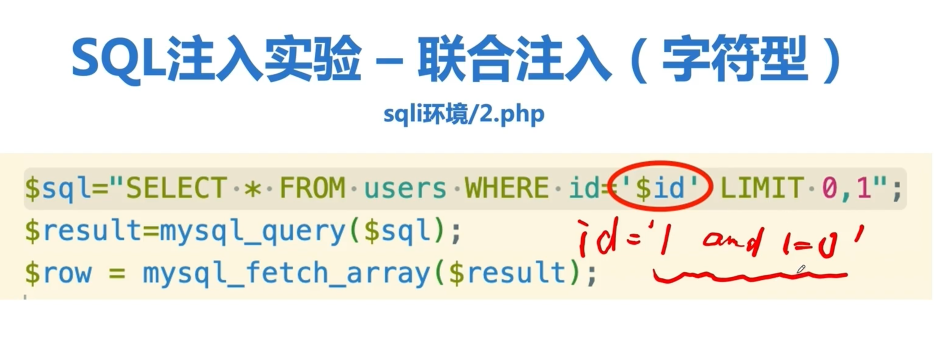 SQL注入实验 – 联合注入（字符型）
sqli环境/2.php
$sql="SELECT·*·FROM·users·WHERE·id='$id'·LIMIT·0,1";
$result=mysql_query($sql);
id='1 and 1=0'
$row = mysql_fetch_array($result);